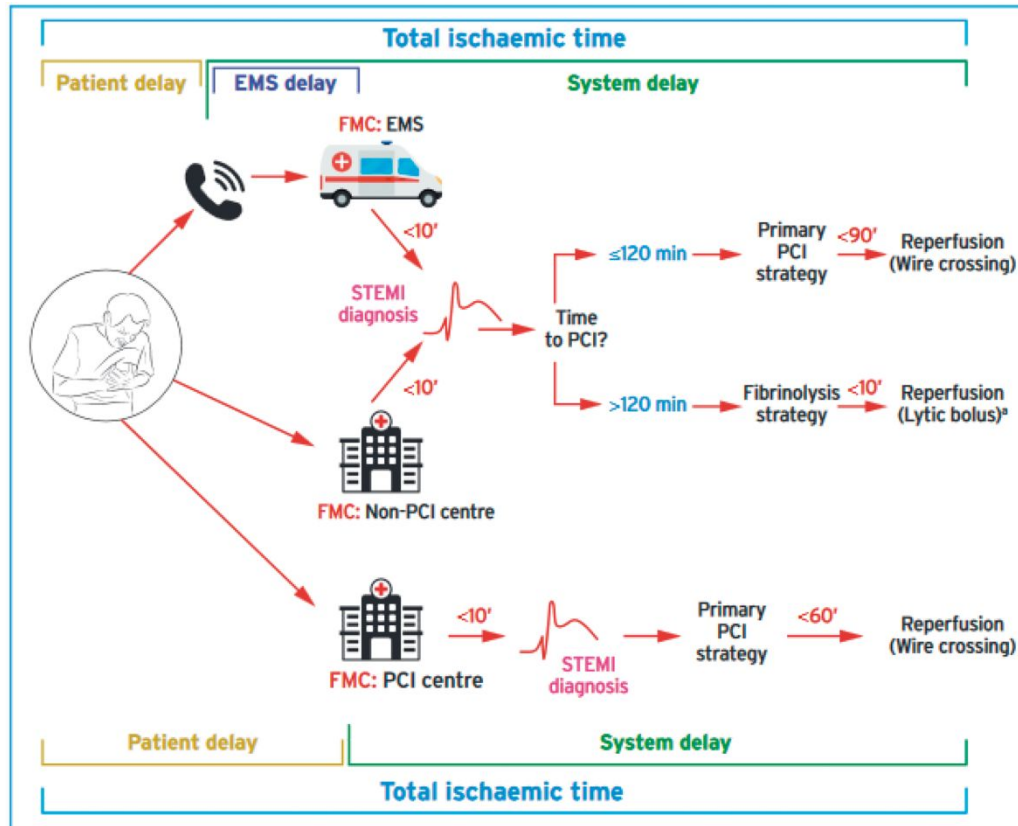 Total ischaemic time
Patient delay
EMS delay
System delay
FMC: EMS
<10'
STEMI
diagnosis
<10'
Time
to PCI?
≤120 min
Primary
PCI
strategy
<90'
Reperfusion
(Wire crossing)
>120 min
Fibrinolysis
strategy
<10'
Reperfusion
(Lytic bolus)ª
FMC: Non-PCI centre
FMC: PCI centre
<10'
STEMI
diagnosis
Primary
PCI
strategy
<60'
Reperfusion
(Wire crossing)
Patient delay
System delay
Total ischaemic time